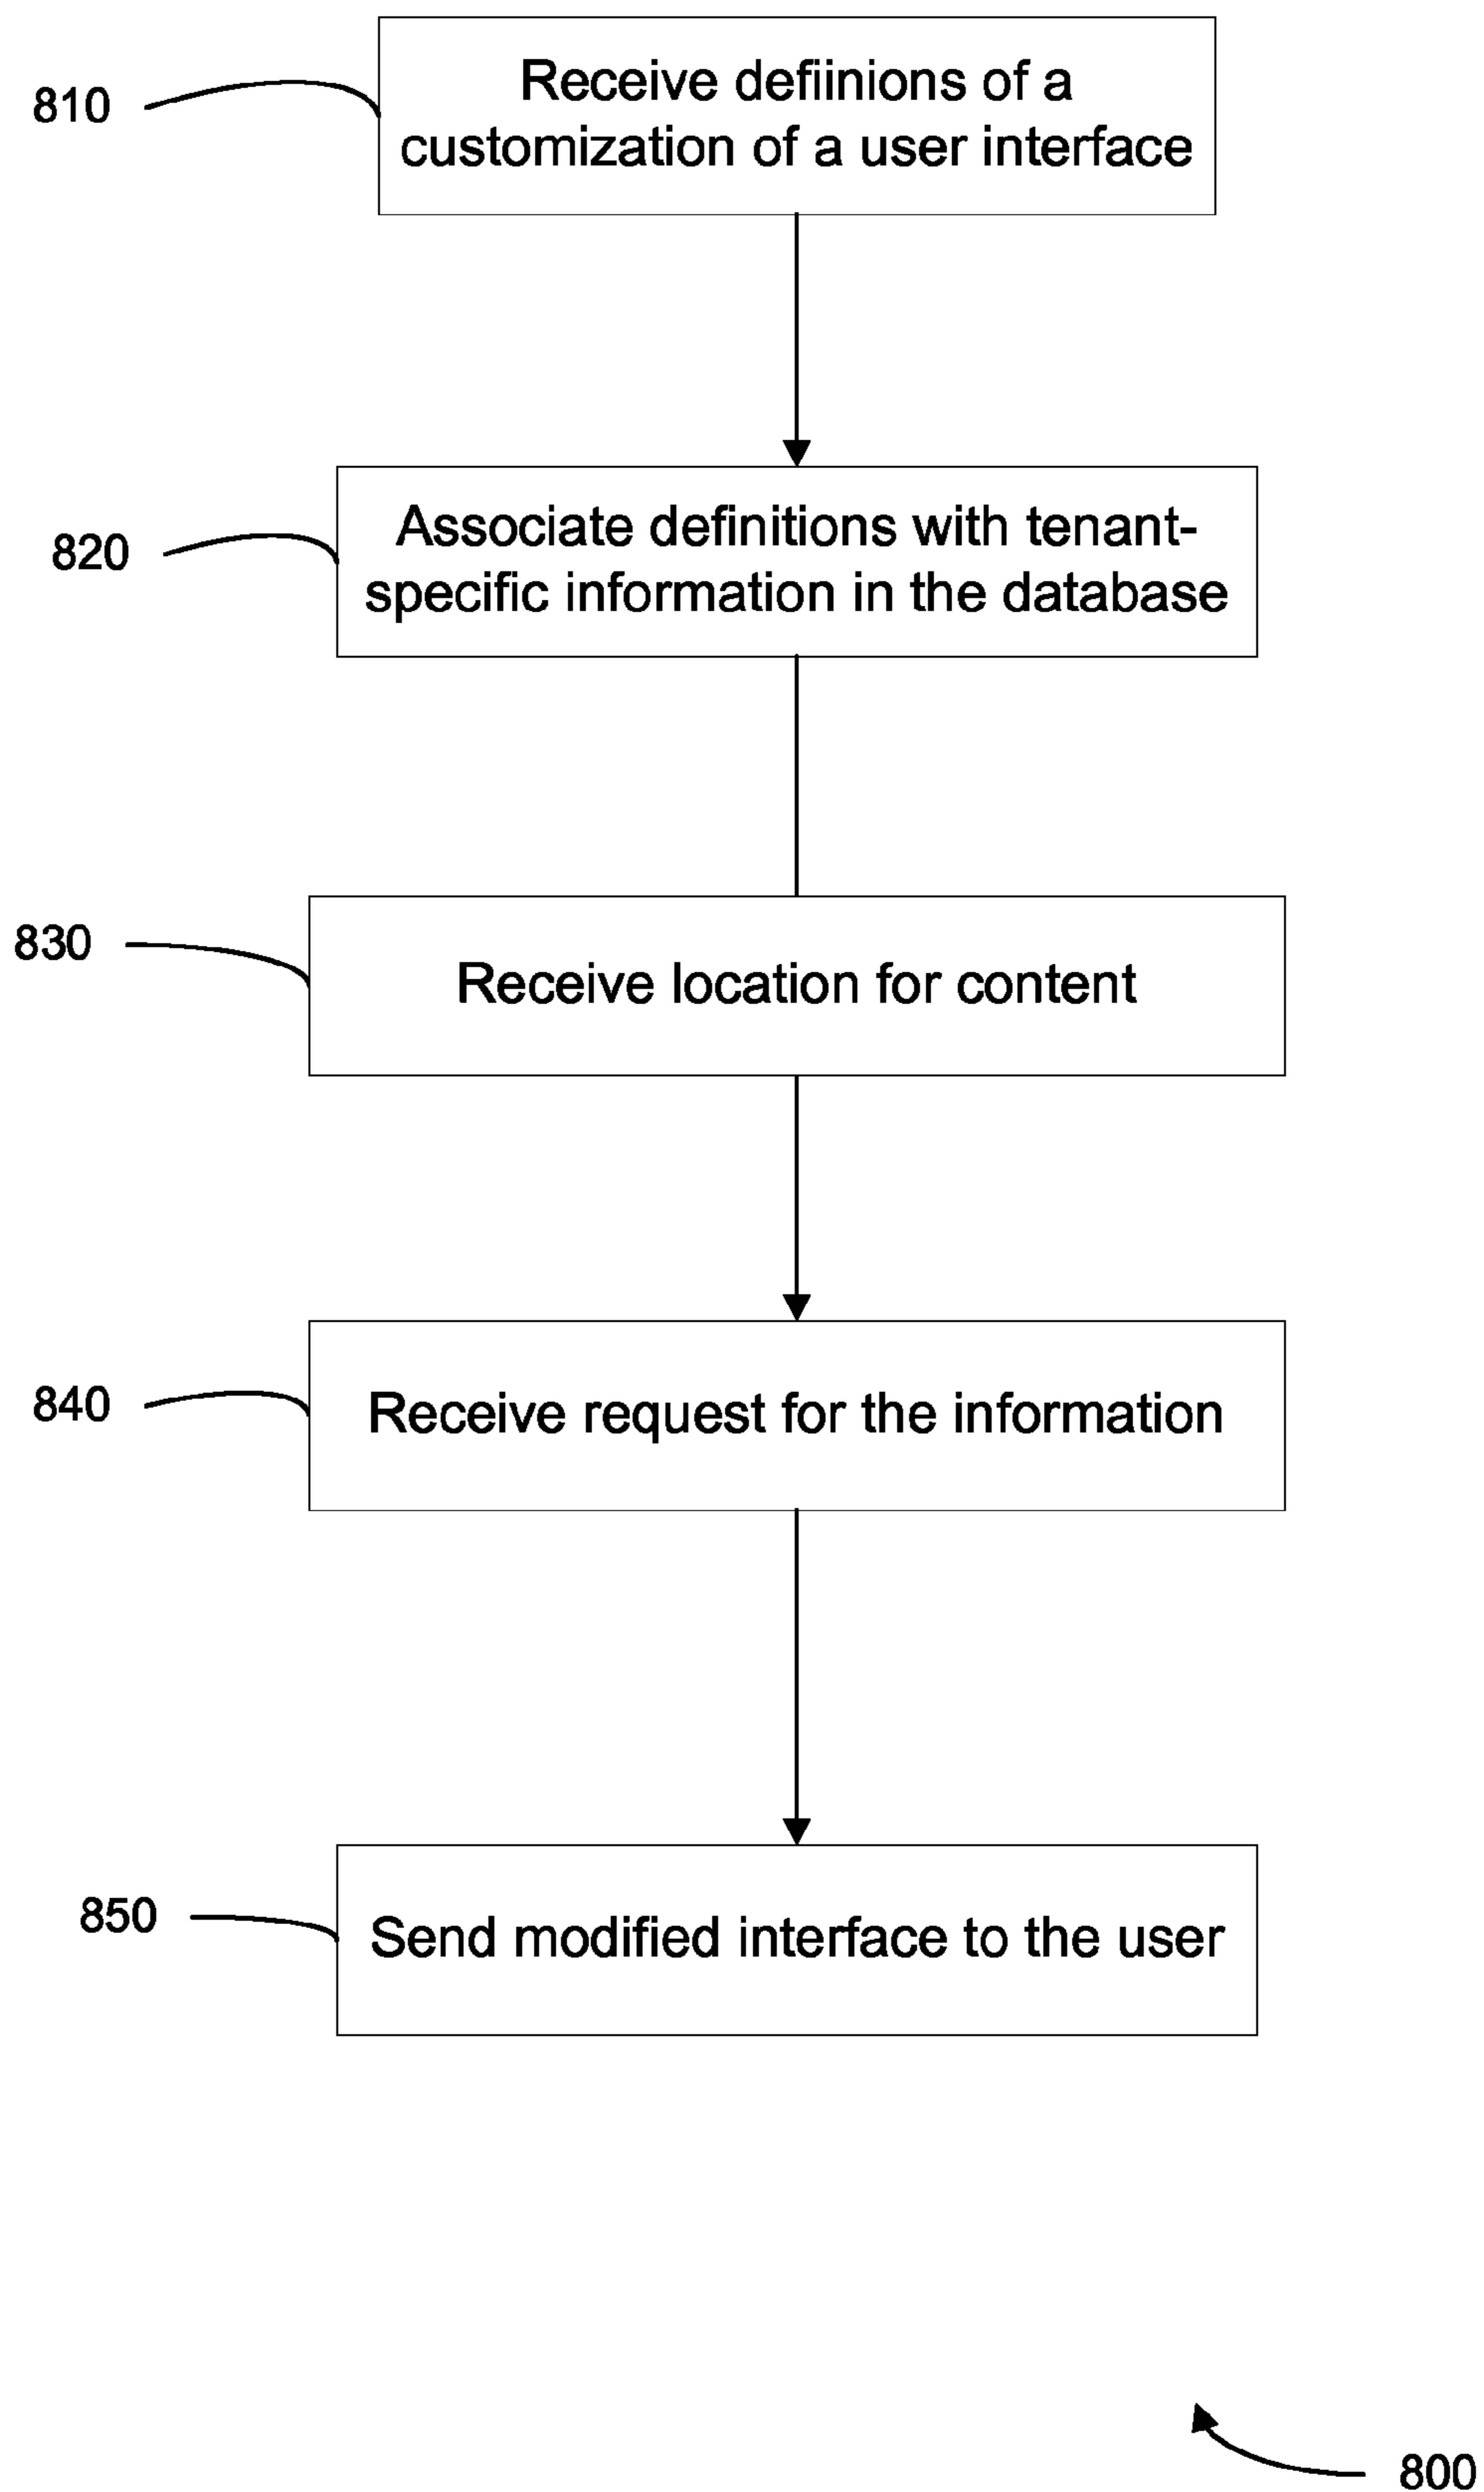 810
Receive defiinions of a
customization of a user interface
820
Associate definitions with tenant-
specific information in the database
830
Receive location for content
840
Receive request for the information
850
Send modified interface to the user
800